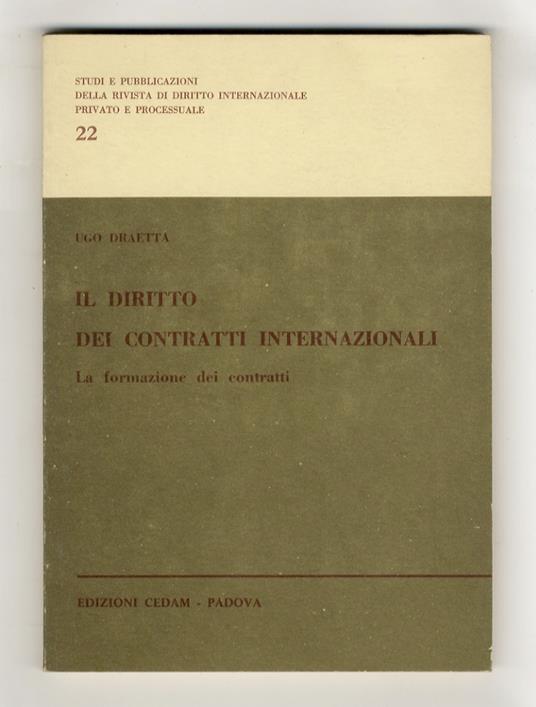 STUDI E PUBBLICAZIONI
DELLA RIVISTA DI DIRITTO INTERNAZIONALE
PRIVATO E PROCESSUALE
22
UGO DRAETTA
IL DIRITTO
DEI CONTRATTI INTERNAZIONALI
La formazione dei contratti
EDIZIONI CEDAM - PADOVA